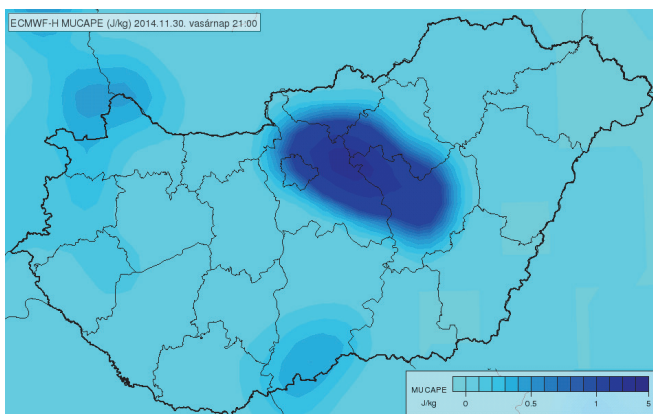 ECMWF-H MUCAPE (J/kg) 2014.11.30. vasárnap 21:00
MUCAPE
J/kg 0 0.5 1 5